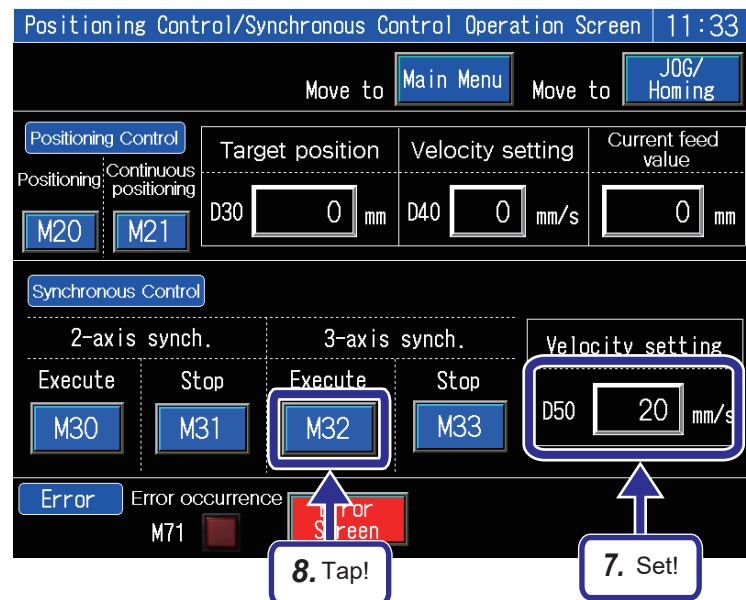 Positioning Control/Synchronous Control Operation Screen 11:33
Move to Main Menu Move to JOG/
Homing
Positioning Control
Positioning Continuous
positioning
M20 M21
Target position Velocity setting Current feed
value
D30 0 mm D40 0 mm/s 0 mm
Synchronous Control
2-axis synch. 3-axis synch. Velocity setting
Execute Stop Execute Stop
M30 M31 M32 M33 D50 20 mm/s
Error Error occurrence
M71
Error
Screen
8. Tap!
7. Set!